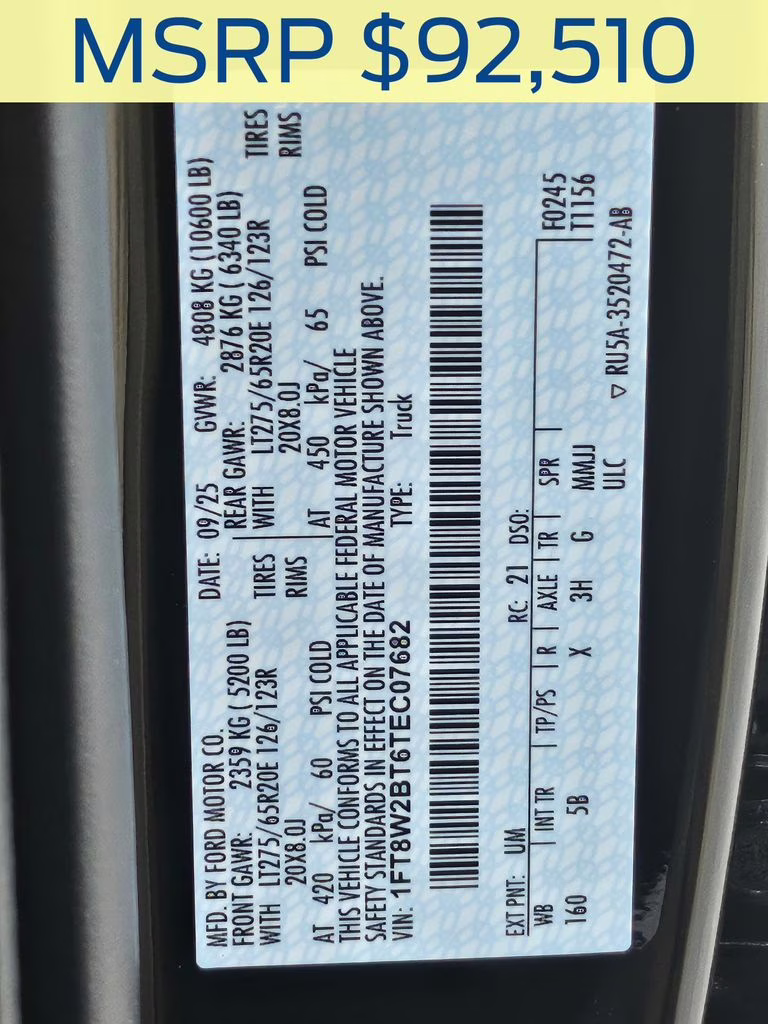 MSRP $92,510
MFD. BY FORD MOTOR CO. DATE: 09/25 GVWR: 4808 KG (10600 LB)
FRONT GAWR: 2359 KG ( 5200 LB) REAR GAWR: 2876 KG ( 6340 LB)
WITH LT275/65R20E 126/123R TIRES WITH LT275/65R20E 126/123R TIRES
20X8.0J RIMS 20X8.0J RIMS
AT 420 kPa/ 60 PSI COLD AT 450 kPa/ 65 PSI COLD
THIS VEHICLE CONFORMS TO ALL APPLICABLE FEDERAL MOTOR VEHICLE
SAFETY STANDARDS IN EFFECT ON THE DATE OF MANUFACTURE SHOWN ABOVE.
VIN: 1FT8W2BT6TEC07682 TYPE: Truck
EXT PNT: UM RC: 21 DSO:
WB INT TR TP/PS R AXLE TR SPR F0245
160 5B X 3H G MMJJ T1156
ULC
▽ RU5A-3520472-AB